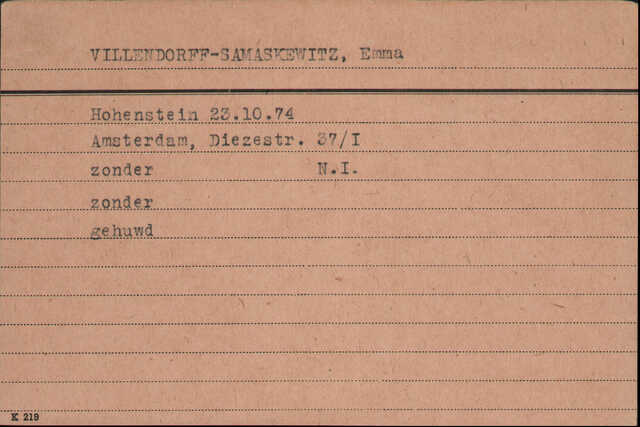 VILLENDORFF-SAMASKEWITZ, Emma
Hohenstein 23.10.74
Amsterdam, Diezestr. 37/I
zonder N.I.
zonder
gehuwd
K 219